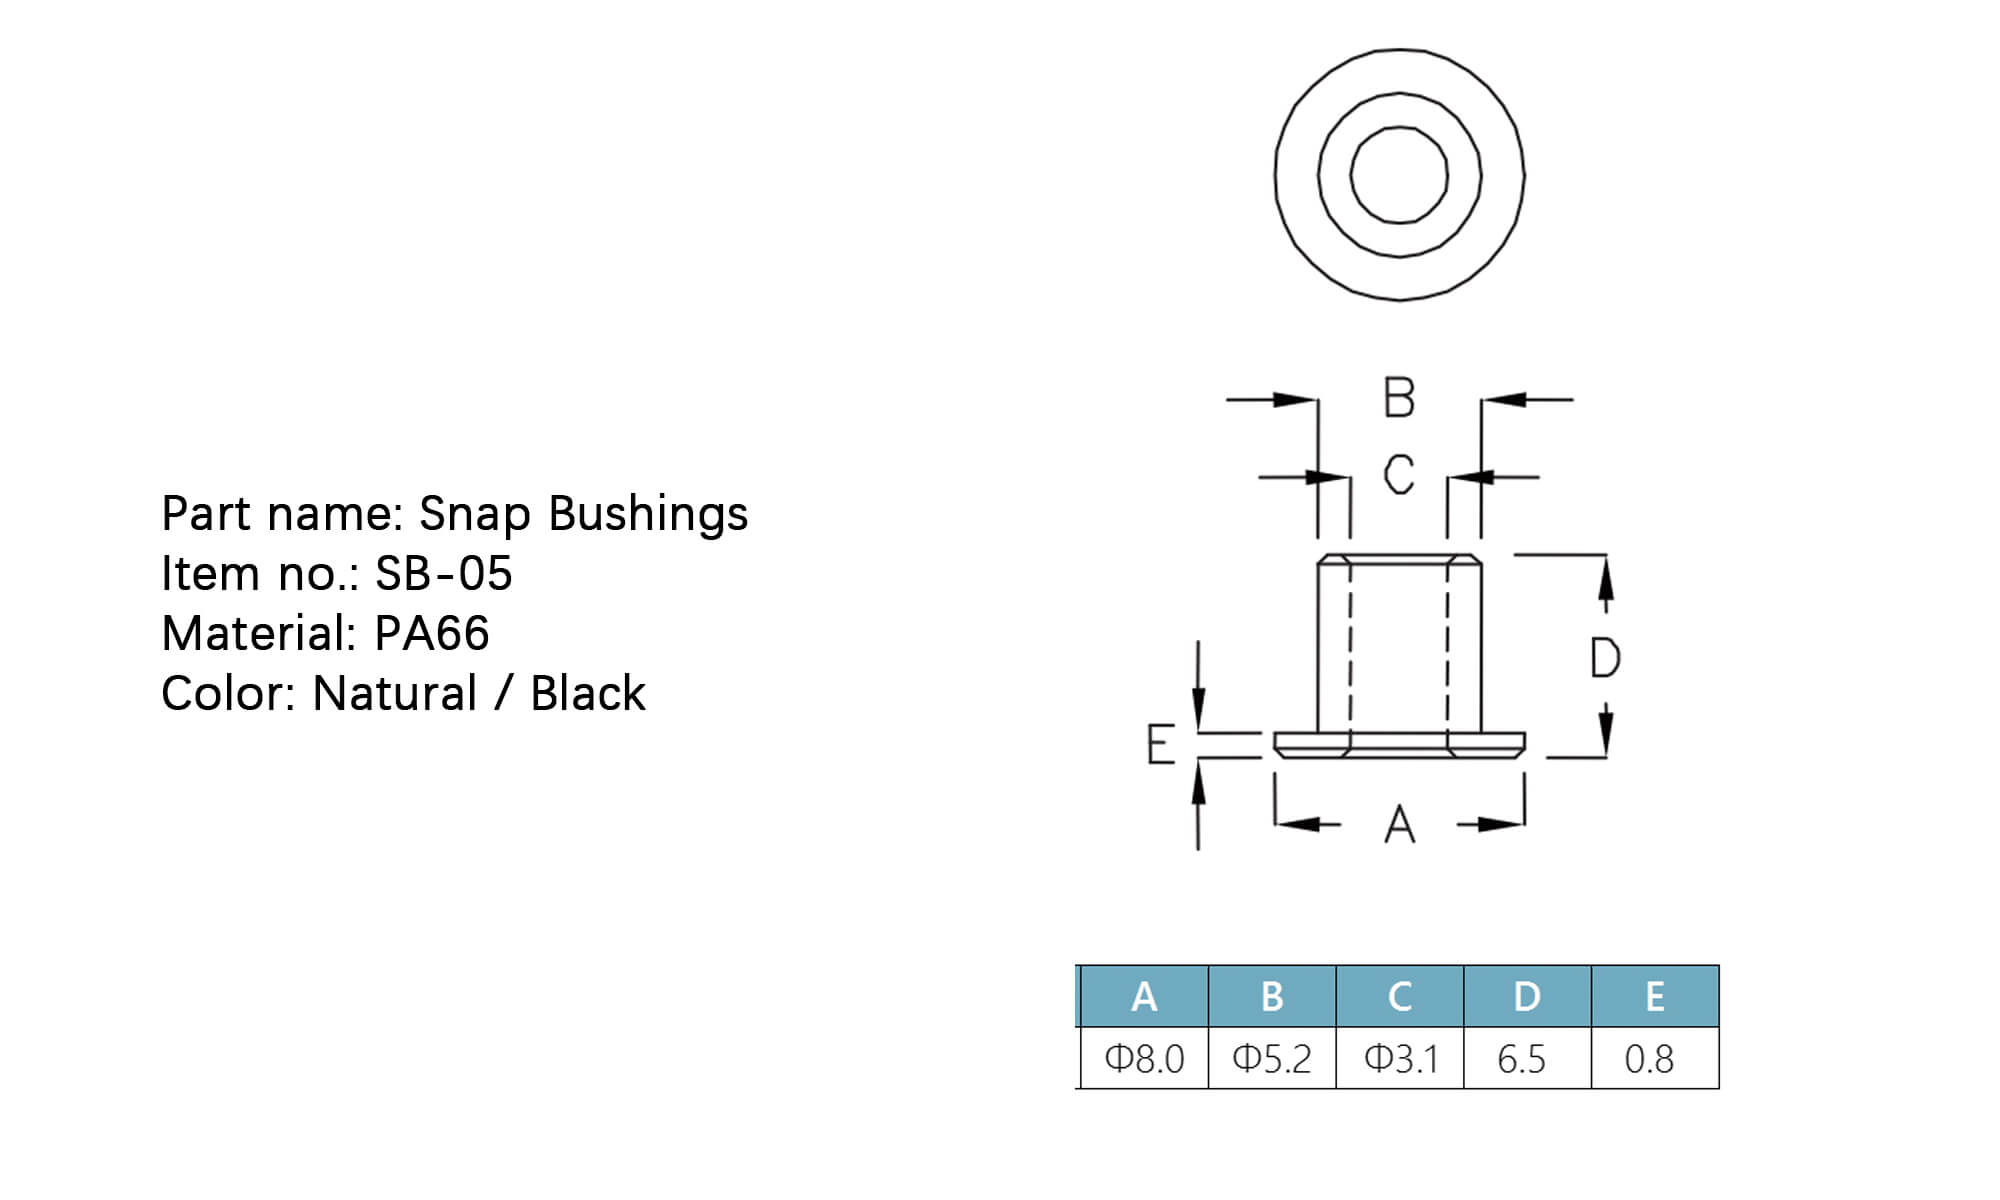 Part name: Snap Bushings
Item no.: SB-05
Material: PA66
Color: Natural / Black
B
C
D
E
A
A B C D E
Φ8.0 Φ5.2 Φ3.1 6.5 0.8